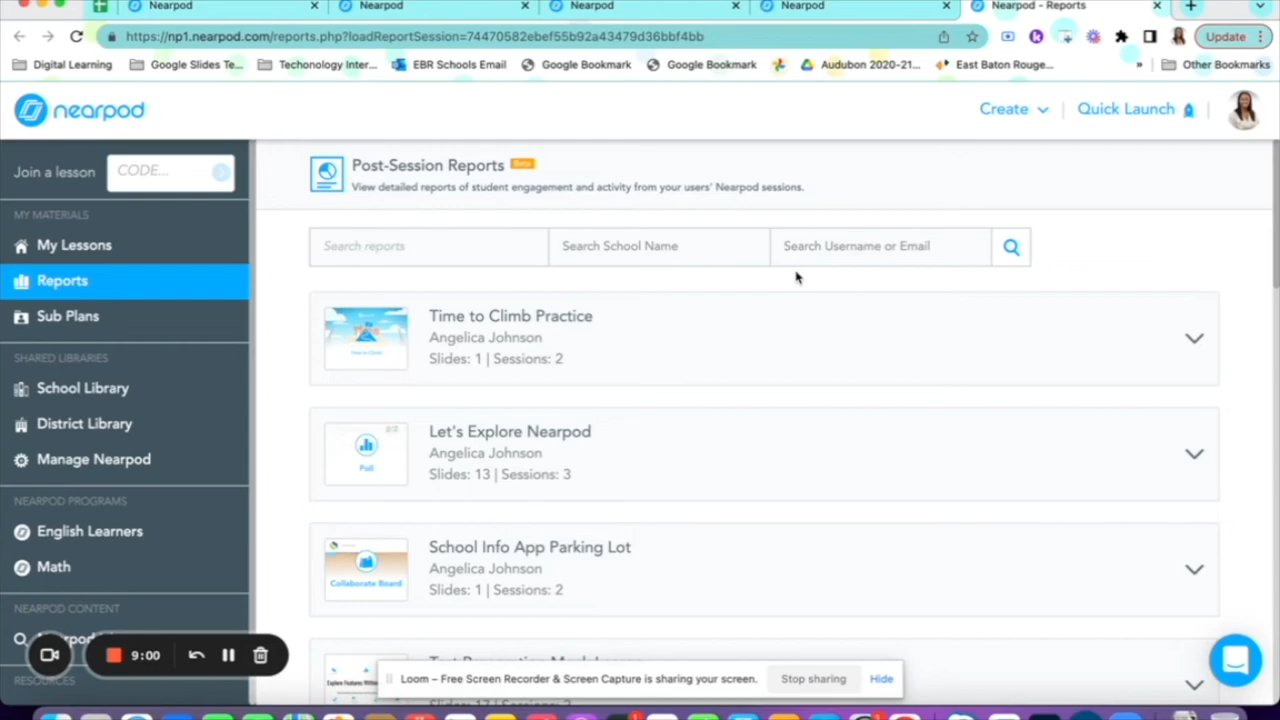 Nearpod
Nearpod
Nearpod
Nearpod
Nearpod - Reports
https://np1.nearpod.com/reports.php?loadReportSession=74470582ebef55b92a43479d36bbf4bb
Update
Digital Learning
Google Slides Te...
Techonology Inter...
EBR Schools Email
Google Bookmark
Google Bookmark
Audubon 2020-21...
East Baton Rouge...
»
Other Bookmarks
nearpod
Create
Quick Launch
Join a lesson
CODE...
MY MATERIALS
My Lessons
Reports
Sub Plans
SHARED LIBRARIES
School Library
District Library
Manage Nearpod
NEARPOD PROGRAMS
English Learners
Math
NEARPOD CONTENT
RESOURCES
9:00
Post-Session Reports Beta
View detailed reports of student engagement and activity from your users' Nearpod sessions.
Search reports
Search School Name
Search Username or Email
Time to Climb Practice
Angelica Johnson
Slides: 1 | Sessions: 2
Let's Explore Nearpod
Poll
Angelica Johnson
Slides: 13 | Sessions: 3
School Info App Parking Lot
Collaborate Board
Angelica Johnson
Slides: 1 | Sessions: 2
Loom – Free Screen Recorder & Screen Capture is sharing your screen.
Stop sharing
Hide